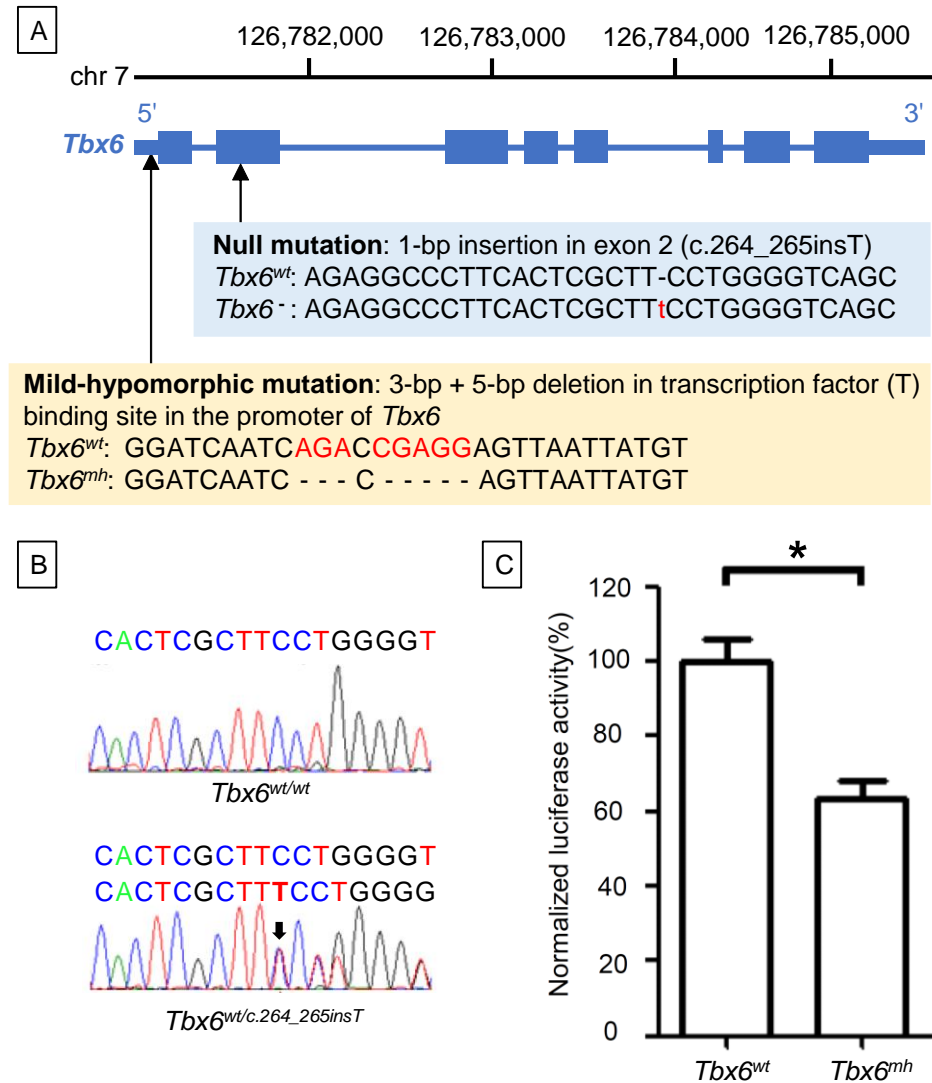 A
126,782,000 126,783,000 126,784,000 126,785,000
chr 7
5' 3'
Tbx6
Null mutation: 1-bp insertion in exon 2 (c.264_265insT)
Tbx6wt: AGAGGCCCTTCACTCGCTT-CCTGGGGTCAGC
Tbx6-: AGAGGCCCTTCACTCGCTTtCCTGGGGTCAGC
Mild-hypomorphic mutation: 3-bp + 5-bp deletion in transcription factor (T)
binding site in the promoter of Tbx6
Tbx6wt: GGATCAATCAGACCGAGGAGTTAATTATGT
Tbx6mh: GGATCAATC - - - C - - - - - AGTTAATTATGT
B
CACTCGCTTCCTGGGGT
Tbx6wt/wt
CACTCGCTTCCTGGGGT
CACTCGCTTTCCTGGGG
Tbx6wt/c.264_265insT
C
*
Normalized luciferase activity(%)
120
100
80
60
40
20
0
Tbx6wt Tbx6mh